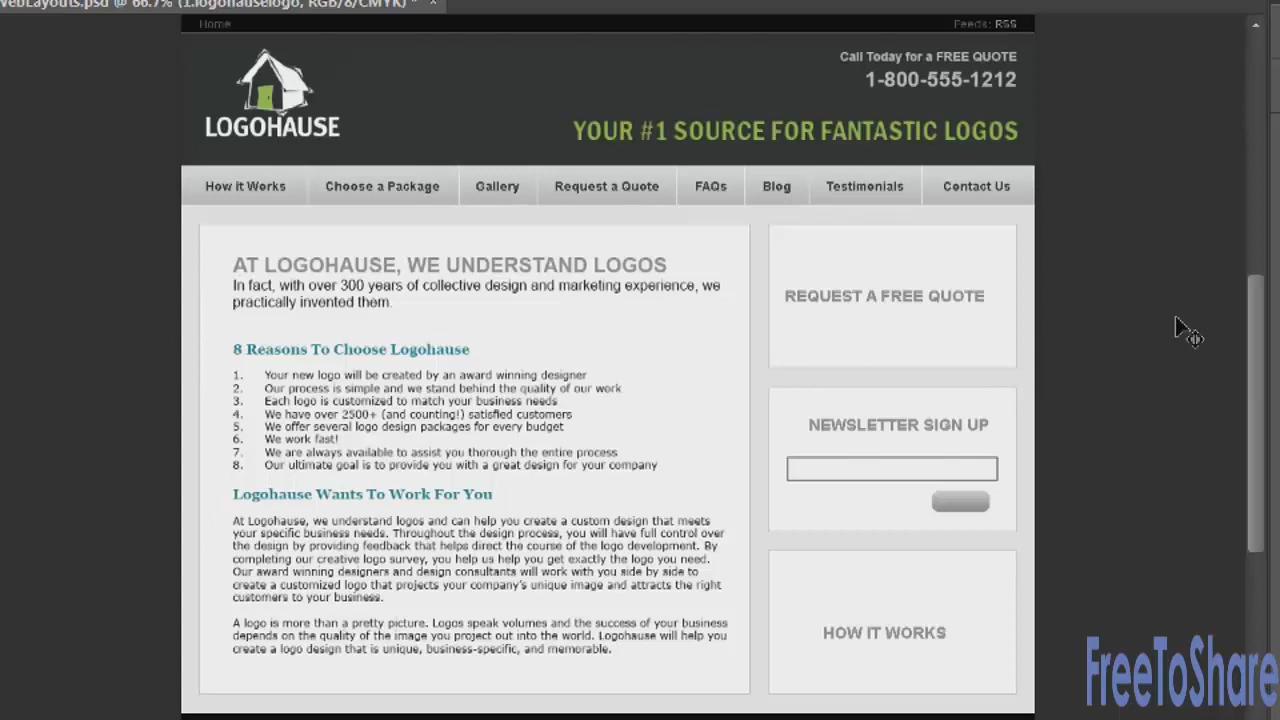 WebLayouts.psd @ 66.7% (1.logohauselogo, RGB/8/CMYK) * ×
Home
Feeds: RSS
Call Today for a FREE QUOTE
1-800-555-1212
LOGOHAUSE
YOUR #1 SOURCE FOR FANTASTIC LOGOS
How it Works Choose a Package Gallery Request a Quote FAQs Blog Testimonials Contact Us
AT LOGOHAUSE, WE UNDERSTAND LOGOS
In fact, with over 300 years of collective design and marketing experience, we
practically invented them.
8 Reasons To Choose Logohause
1. Your new logo will be created by an award winning designer
2. Our process is simple and we stand behind the quality of our work
3. Each logo is customized to match your business needs
4. We have over 2500+ (and counting!) satisfied customers
5. We offer several logo design packages for every budget
6. We work fast!
7. We are always available to assist you thorough the entire process
8. Our ultimate goal is to provide you with a great design for your company
Logohause Wants To Work For You
At Logohause, we understand logos and can help you create a custom design that meets
your specific business needs. Throughout the design process, you will have full control over
the design by providing feedback that helps direct the course of the logo development. By
completing our creative logo survey, you help us help you get exactly the logo you need.
Our award winning designers and design consultants will work with you side by side to
create a customized logo that projects your company's unique image and attracts the right
customers to your business.
A logo is more than a pretty picture. Logos speak volumes and the success of your business
depends on the quality of the image you project out into the world. Logohause will help you
create a logo design that is unique, business-specific, and memorable.
REQUEST A FREE QUOTE
NEWSLETTER SIGN UP
HOW IT WORKS
FreeToShare